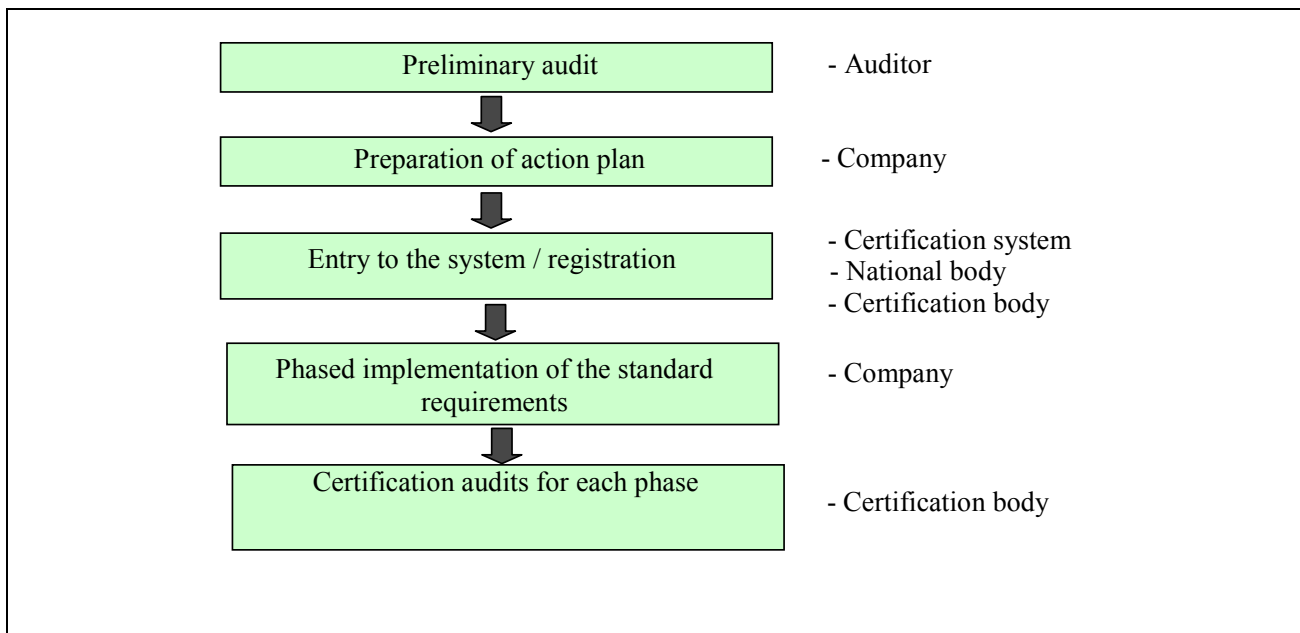 Preliminary audit
- Auditor
Preparation of action plan
- Company
Entry to the system / registration
- Certification system
- National body
- Certification body
Phased implementation of the standard
requirements
- Company
Certification audits for each phase
- Certification body